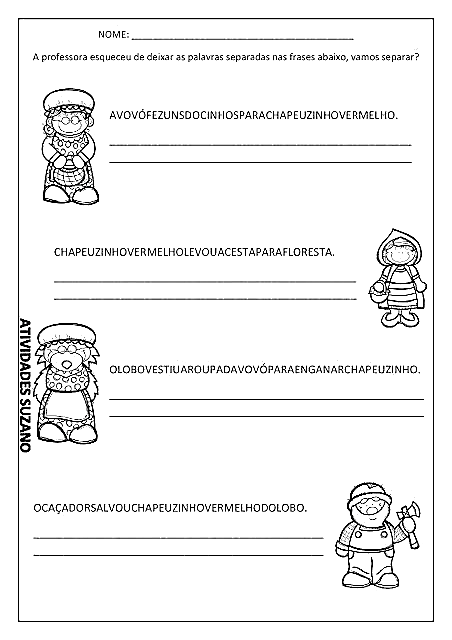 NOME: ________________________________________
A professora esqueceu de deixar as palavras separadas nas frases abaixo, vamos separar?
AVOVÓFEZUNSDOCINHOSPARACHAPEUZINHOVERMELHO.
CHAPEUZINHOVERMELHOLEVOUACESTAPARAFLORESTA.
ATIVIDADES SUZANO
OLOBOVESTIUAROUPADAVOVÓPARAENGANARCHAPEUZINHO.
OCAÇADORSALVOUCHAPEUZINHOVERMELHODOLOBO.